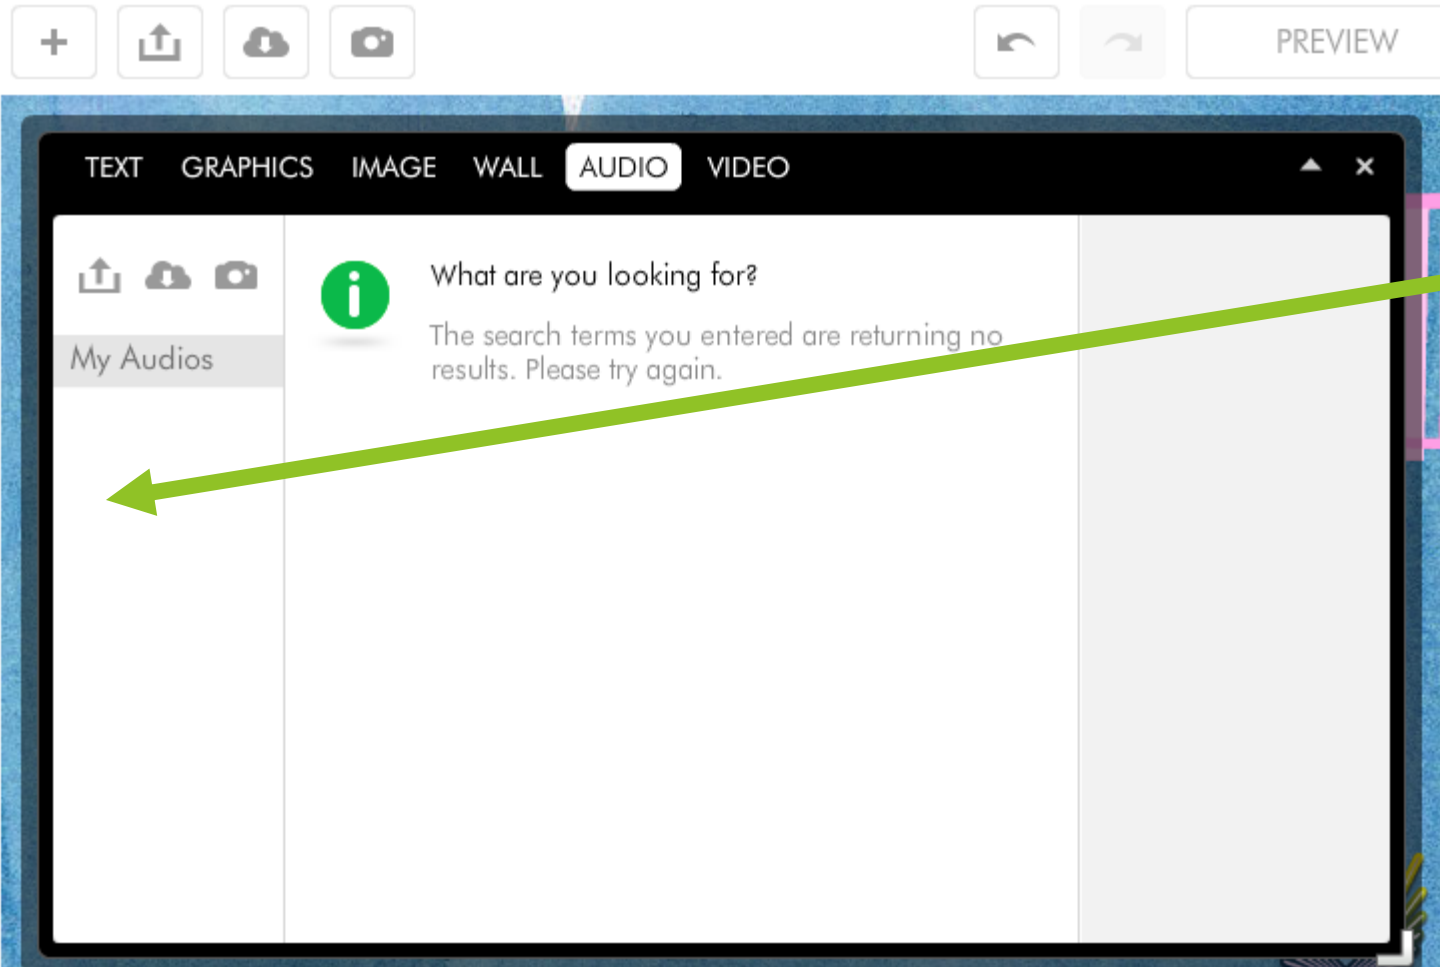 PREVIEW
TEXT GRAPHICS IMAGE WALL AUDIO VIDEO
What are you looking for?
The search terms you entered are returning no
results. Please try again.
My Audios